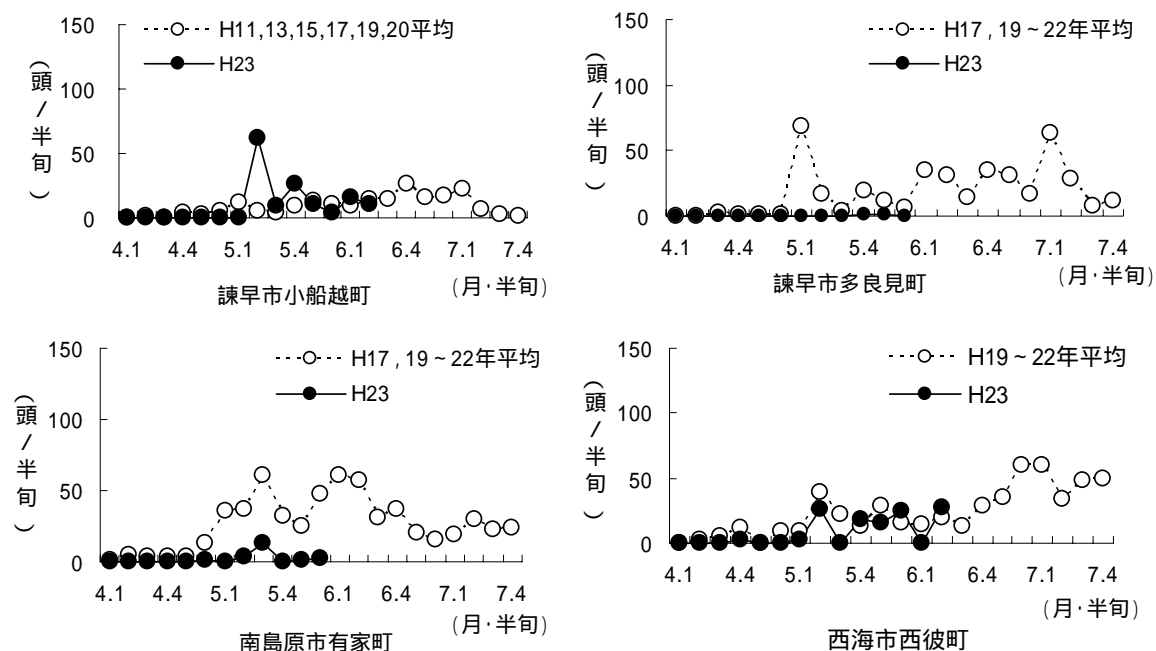 150
100
50
0
(頭/半旬)
H11,13,15,17,19,20平均
H23
4.1 4.4 5.1 5.4 6.1 6.4 7.1 7.4
(月･半旬)
諫早市小船越町
150
100
50
0
(頭/半旬)
H17 , 19 ~ 22年平均
H23
4.1 4.4 5.1 5.4 6.1 6.4 7.1 7.4
(月･半旬)
諫早市多良見町
150
100
50
0
(頭/半旬)
H17 , 19 ~ 22年平均
H23
4.1 4.4 5.1 5.4 6.1 6.4 7.1 7.4
(月･半旬)
南島原市有家町
150
100
50
0
(頭/半旬)
H19 ~ 22年平均
H23
4.1 4.4 5.1 5.4 6.1 6.4 7.1 7.4
(月･半旬)
西海市西彼町